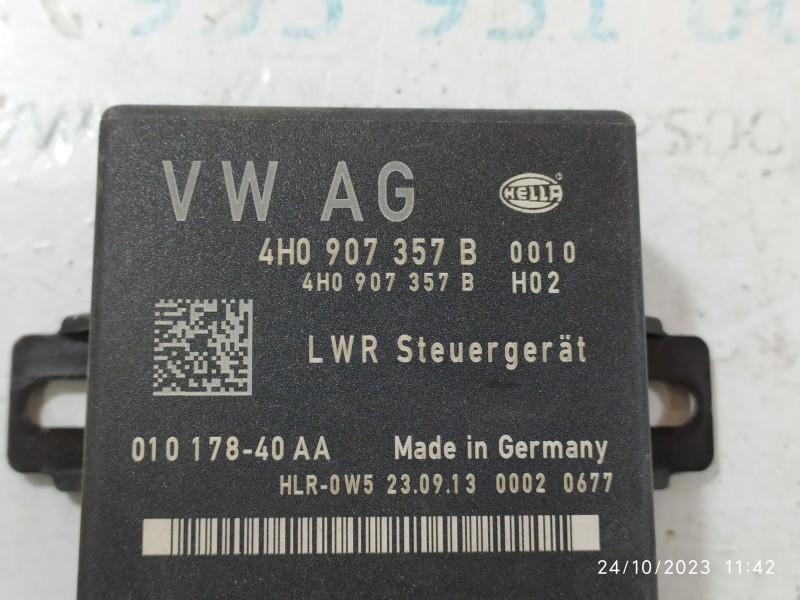 VW AG
HELLA
4H0 907 357 B 0010
4H0 907 357 B H02
LWR Steuergerät
010 178-40 AA Made in Germany
HLR-0W5 23.09.13 0002 0677
24/10/2023 11:42